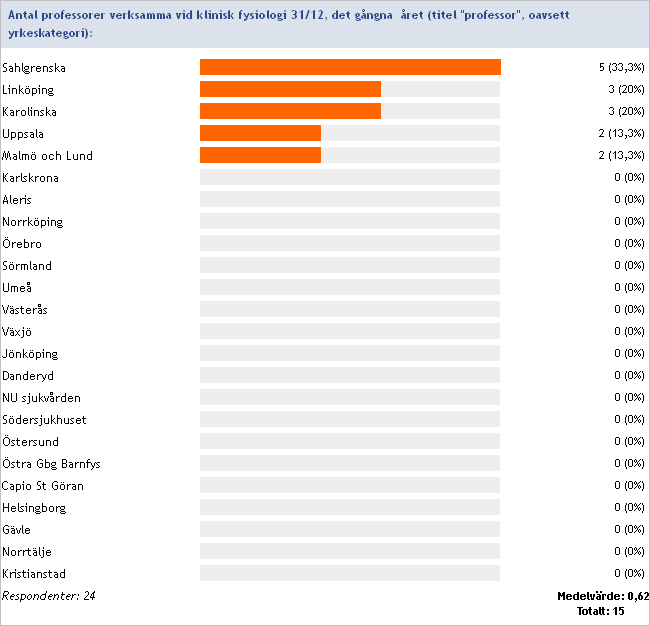 Antal professorer verksamma vid klinisk fysiologi 31/12, det gångna året (titel "professor", oavsett
yrkeskategori):
Sahlgrenska 5 (33,3%)
Linköping 3 (20%)
Karolinska 3 (20%)
Uppsala 2 (13,3%)
Malmö och Lund 2 (13,3%)
Karlskrona 0 (0%)
Aleris 0 (0%)
Norrköping 0 (0%)
Örebro 0 (0%)
Sörmland 0 (0%)
Umeå 0 (0%)
Västerås 0 (0%)
Växjö 0 (0%)
Jönköping 0 (0%)
Danderyd 0 (0%)
NU sjukvården 0 (0%)
Södersjukhuset 0 (0%)
Östersund 0 (0%)
Östra Gbg Barnfys 0 (0%)
Capio St Göran 0 (0%)
Helsingborg 0 (0%)
Gävle 0 (0%)
Norrtälje 0 (0%)
Kristianstad 0 (0%)
Respondenter: 24 Medelvärde: 0,62
Totalt: 15